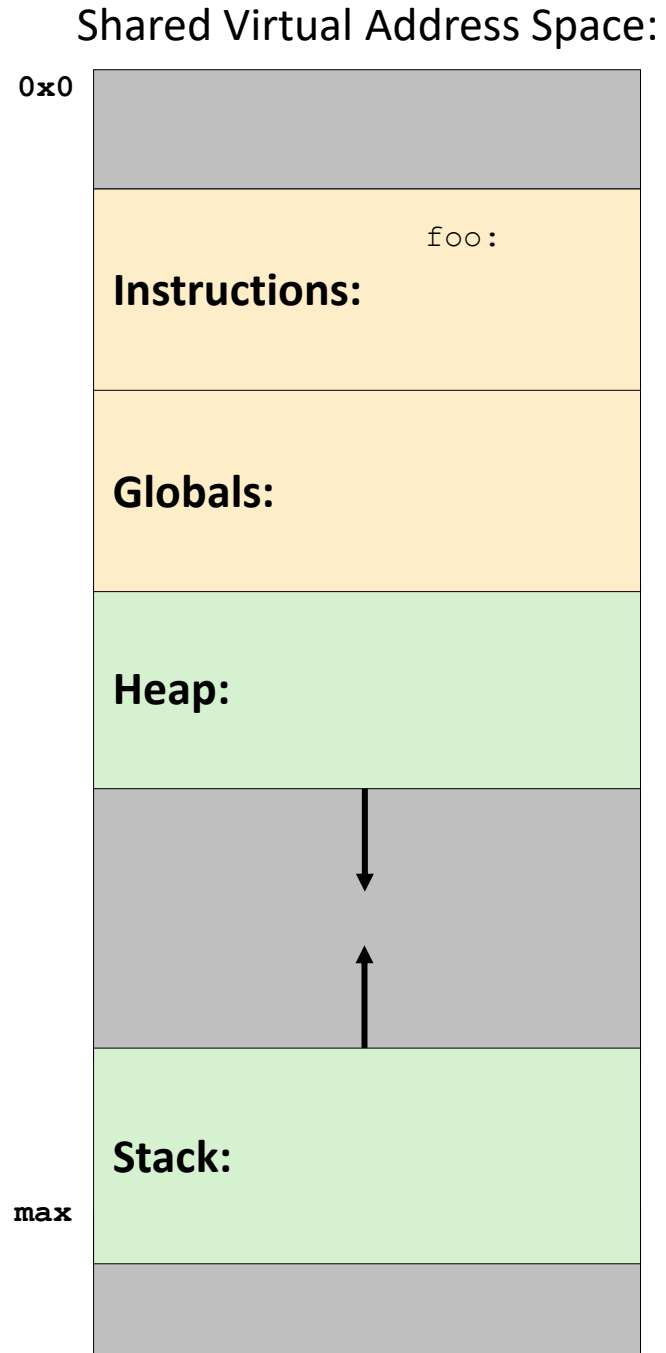 Shared Virtual Address Space:
0x0
foo:
Instructions:
Globals:
Heap:
Stack:
max